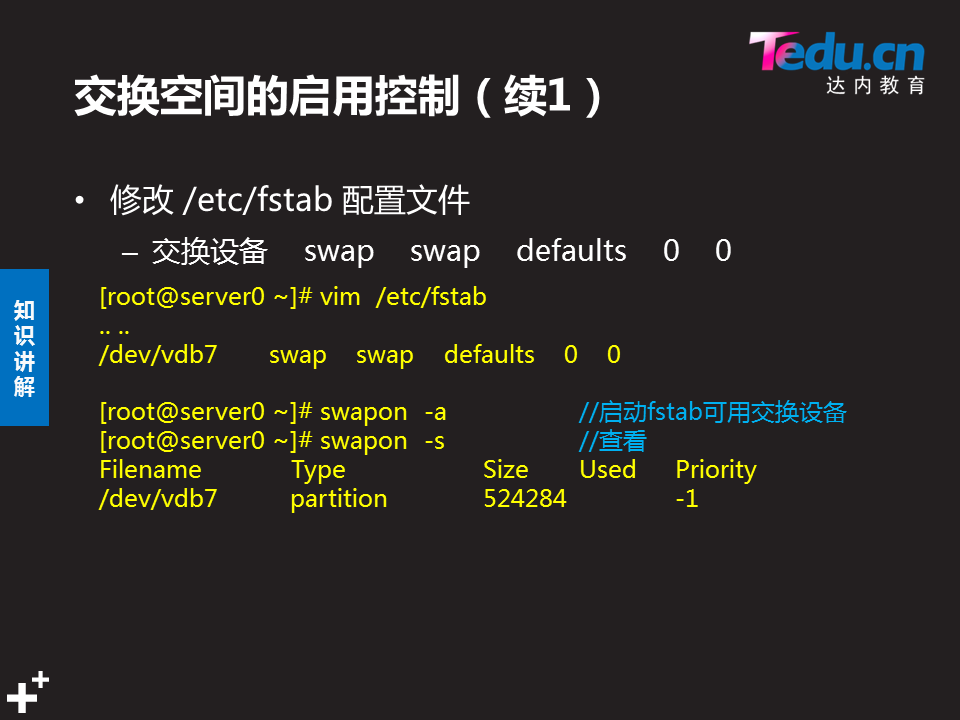 Tedu.cn
达内教育
交换空间的启用控制（续1）
• 修改 /etc/fstab 配置文件
– 交换设备 swap swap defaults 0 0
知识讲解
[root@server0 ~]# vim /etc/fstab
.. ..
/dev/vdb7 swap swap defaults 0 0
[root@server0 ~]# swapon -a //启动fstab可用交换设备
[root@server0 ~]# swapon -s //查看
Filename Type Size Used Priority
/dev/vdb7 partition 524284 -1